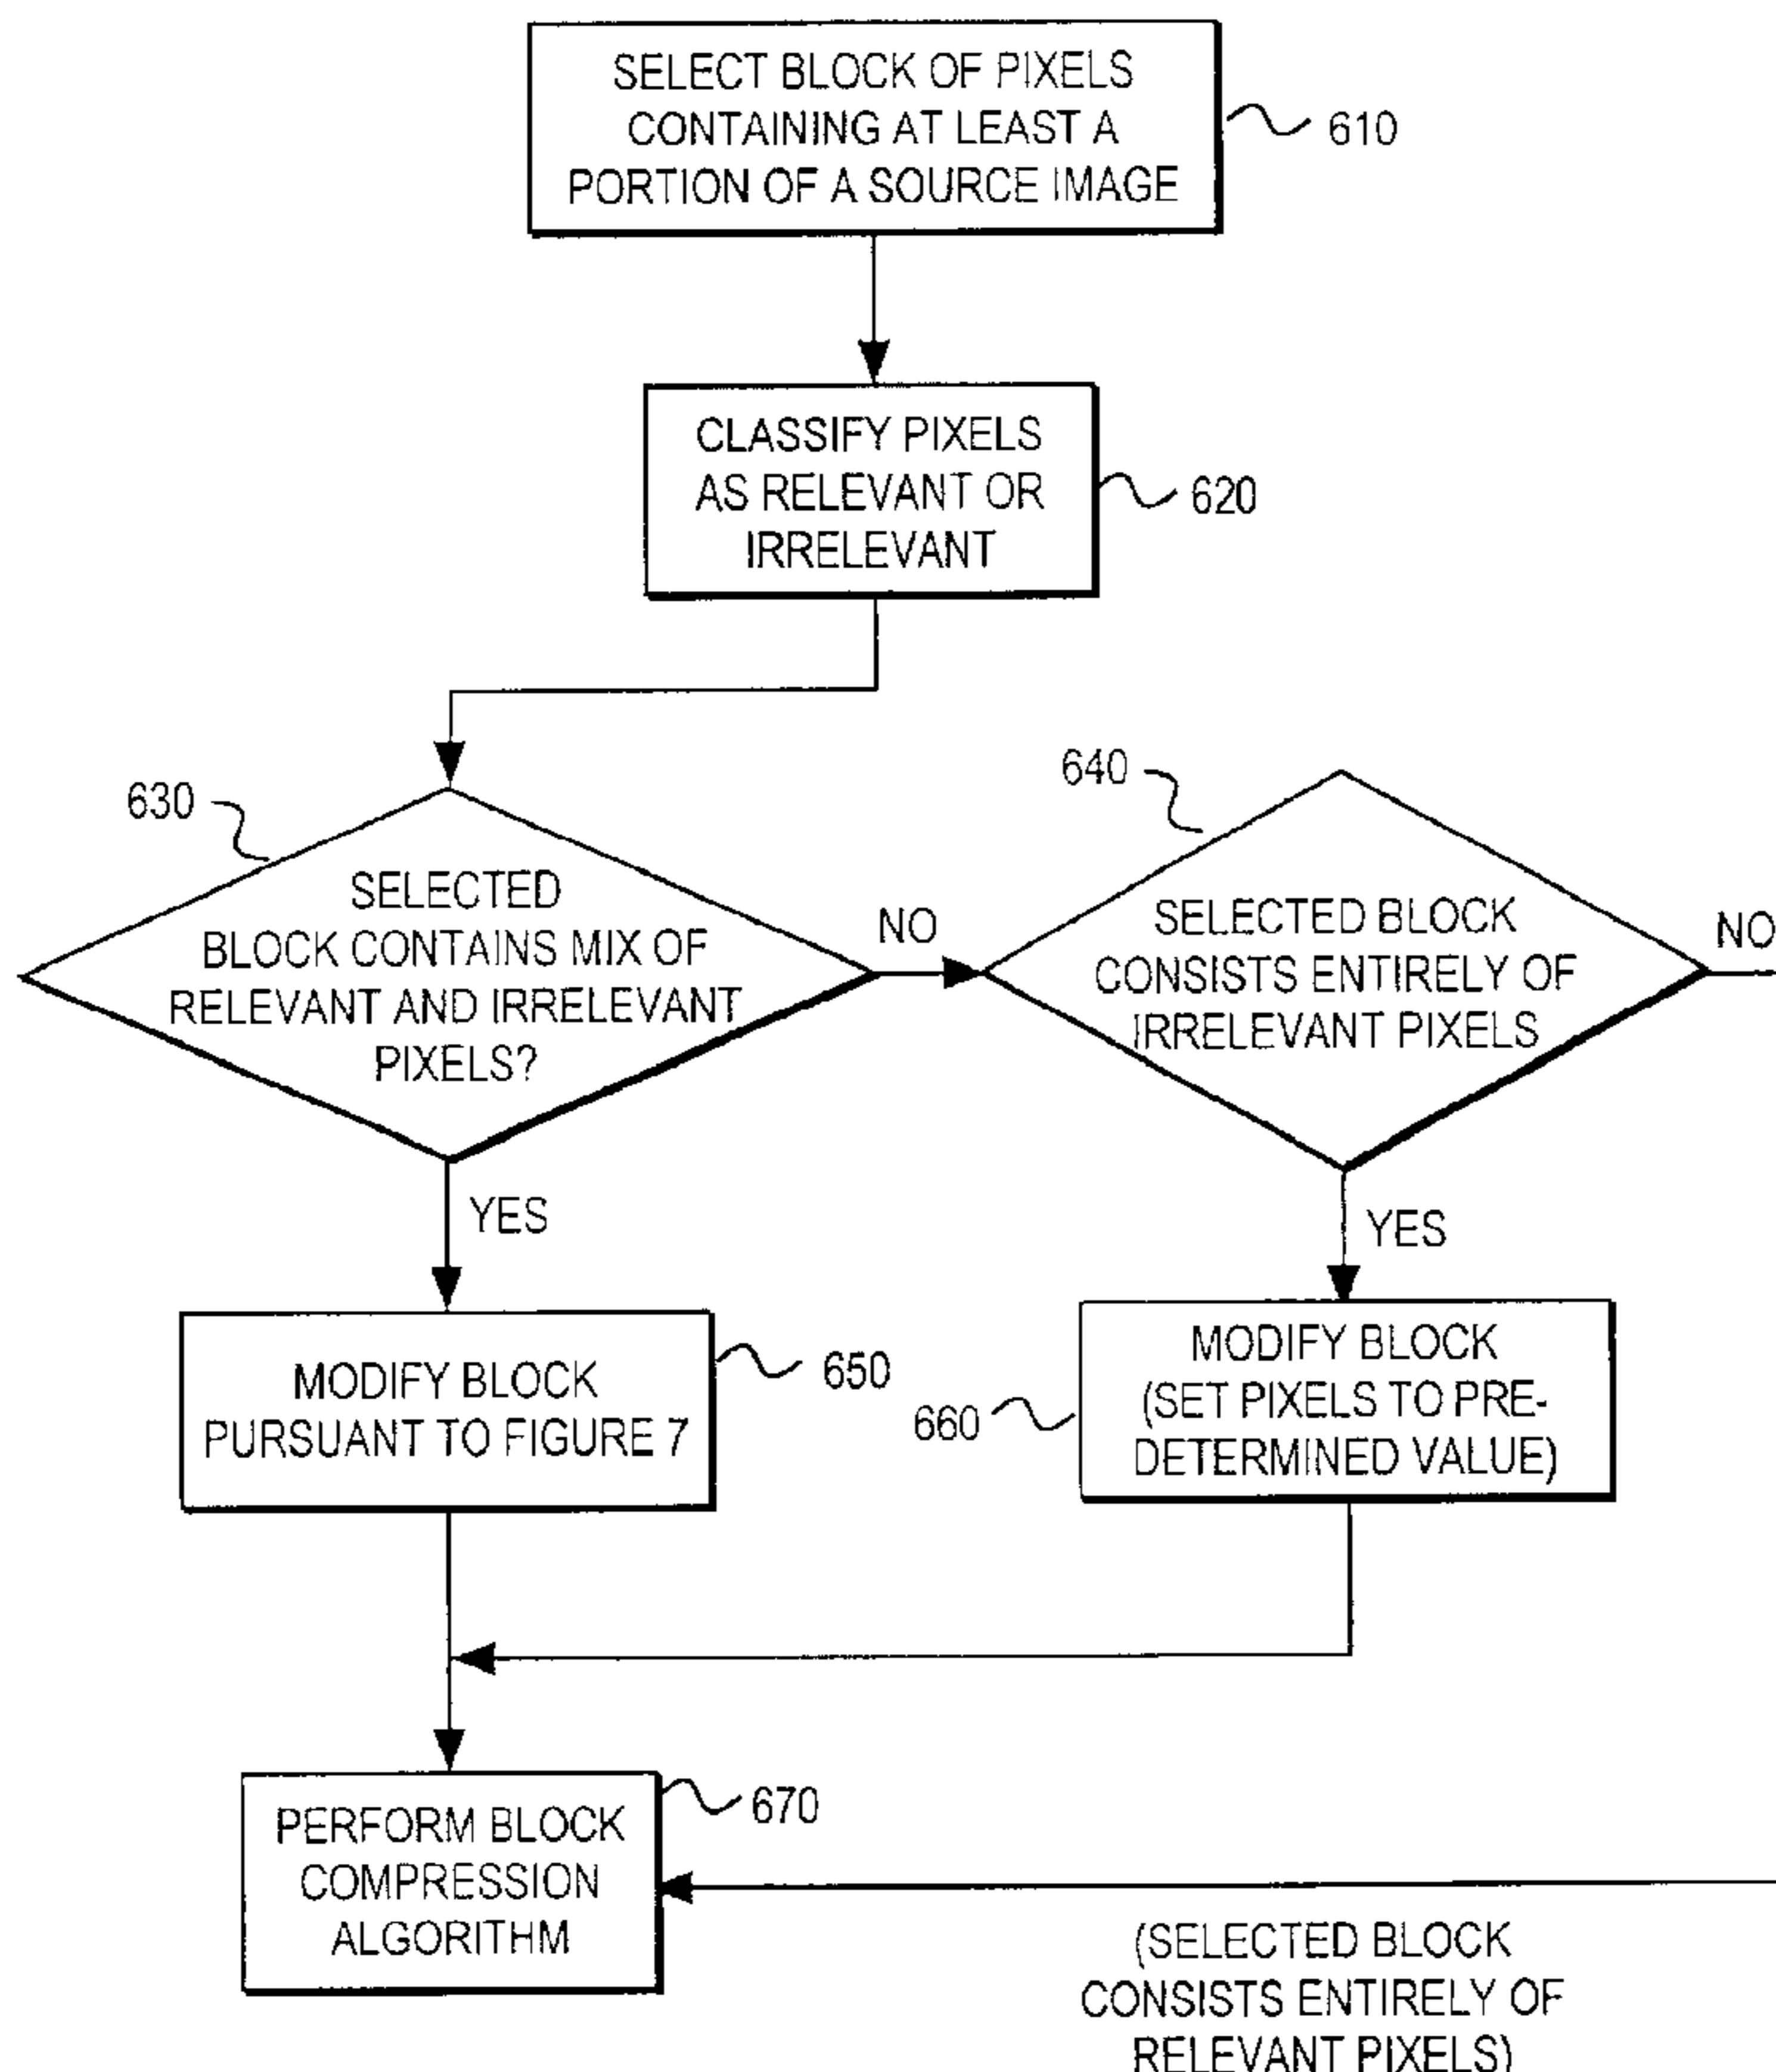 SELECT BLOCK OF PIXELS
CONTAINING AT LEAST A
PORTION OF A SOURCE IMAGE
610
CLASSIFY PIXELS
AS RELEVANT OR
IRRELEVANT
620
630
SELECTED
BLOCK CONTAINS MIX OF
RELEVANT AND IRRELEVANT
PIXELS?
NO
640
SELECTED BLOCK
CONSISTS ENTIRELY OF
IRRELEVANT PIXELS
NO
YES
YES
MODIFY BLOCK
PURSUANT TO FIGURE 7
650
660
MODIFY BLOCK
(SET PIXELS TO PRE-
DETERMINED VALUE)
PERFORM BLOCK
COMPRESSION
ALGORITHM
670
(SELECTED BLOCK
CONSISTS ENTIRELY OF
RELEVANT PIXELS)